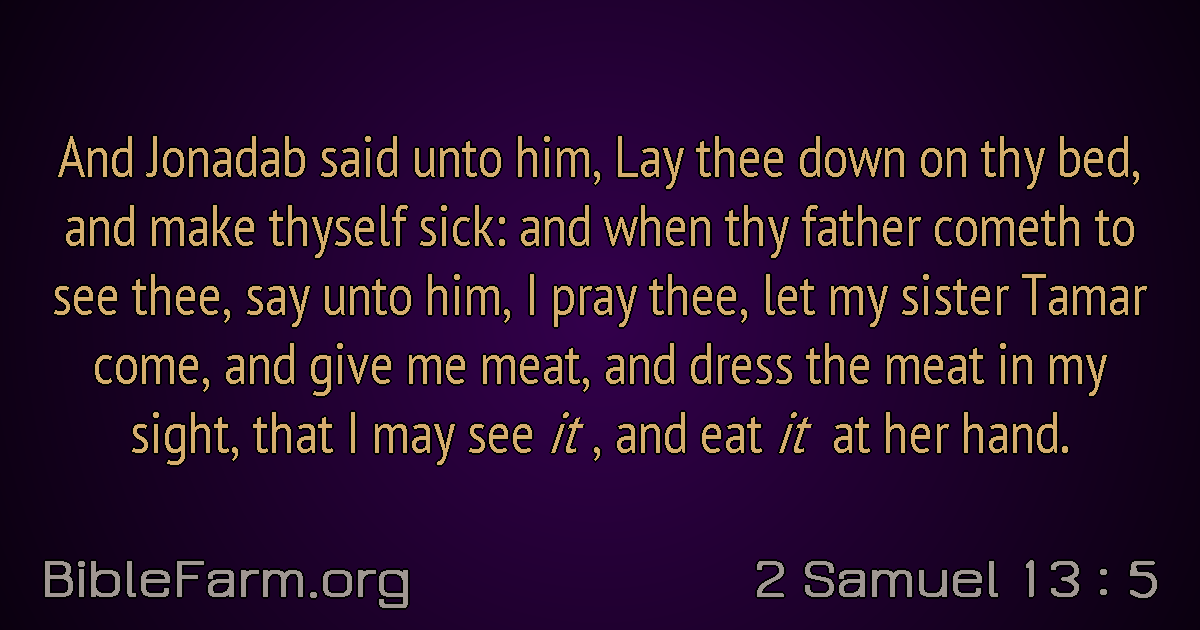 And Jonadab said unto him, Lay thee down on thy bed,
and make thyself sick: and when thy father cometh to
see thee, say unto him, I pray thee, let my sister Tamar
come, and give me meat, and dress the meat in my
sight, that I may see it , and eat it at her hand.
BibleFarm.org
2 Samuel 13 : 5